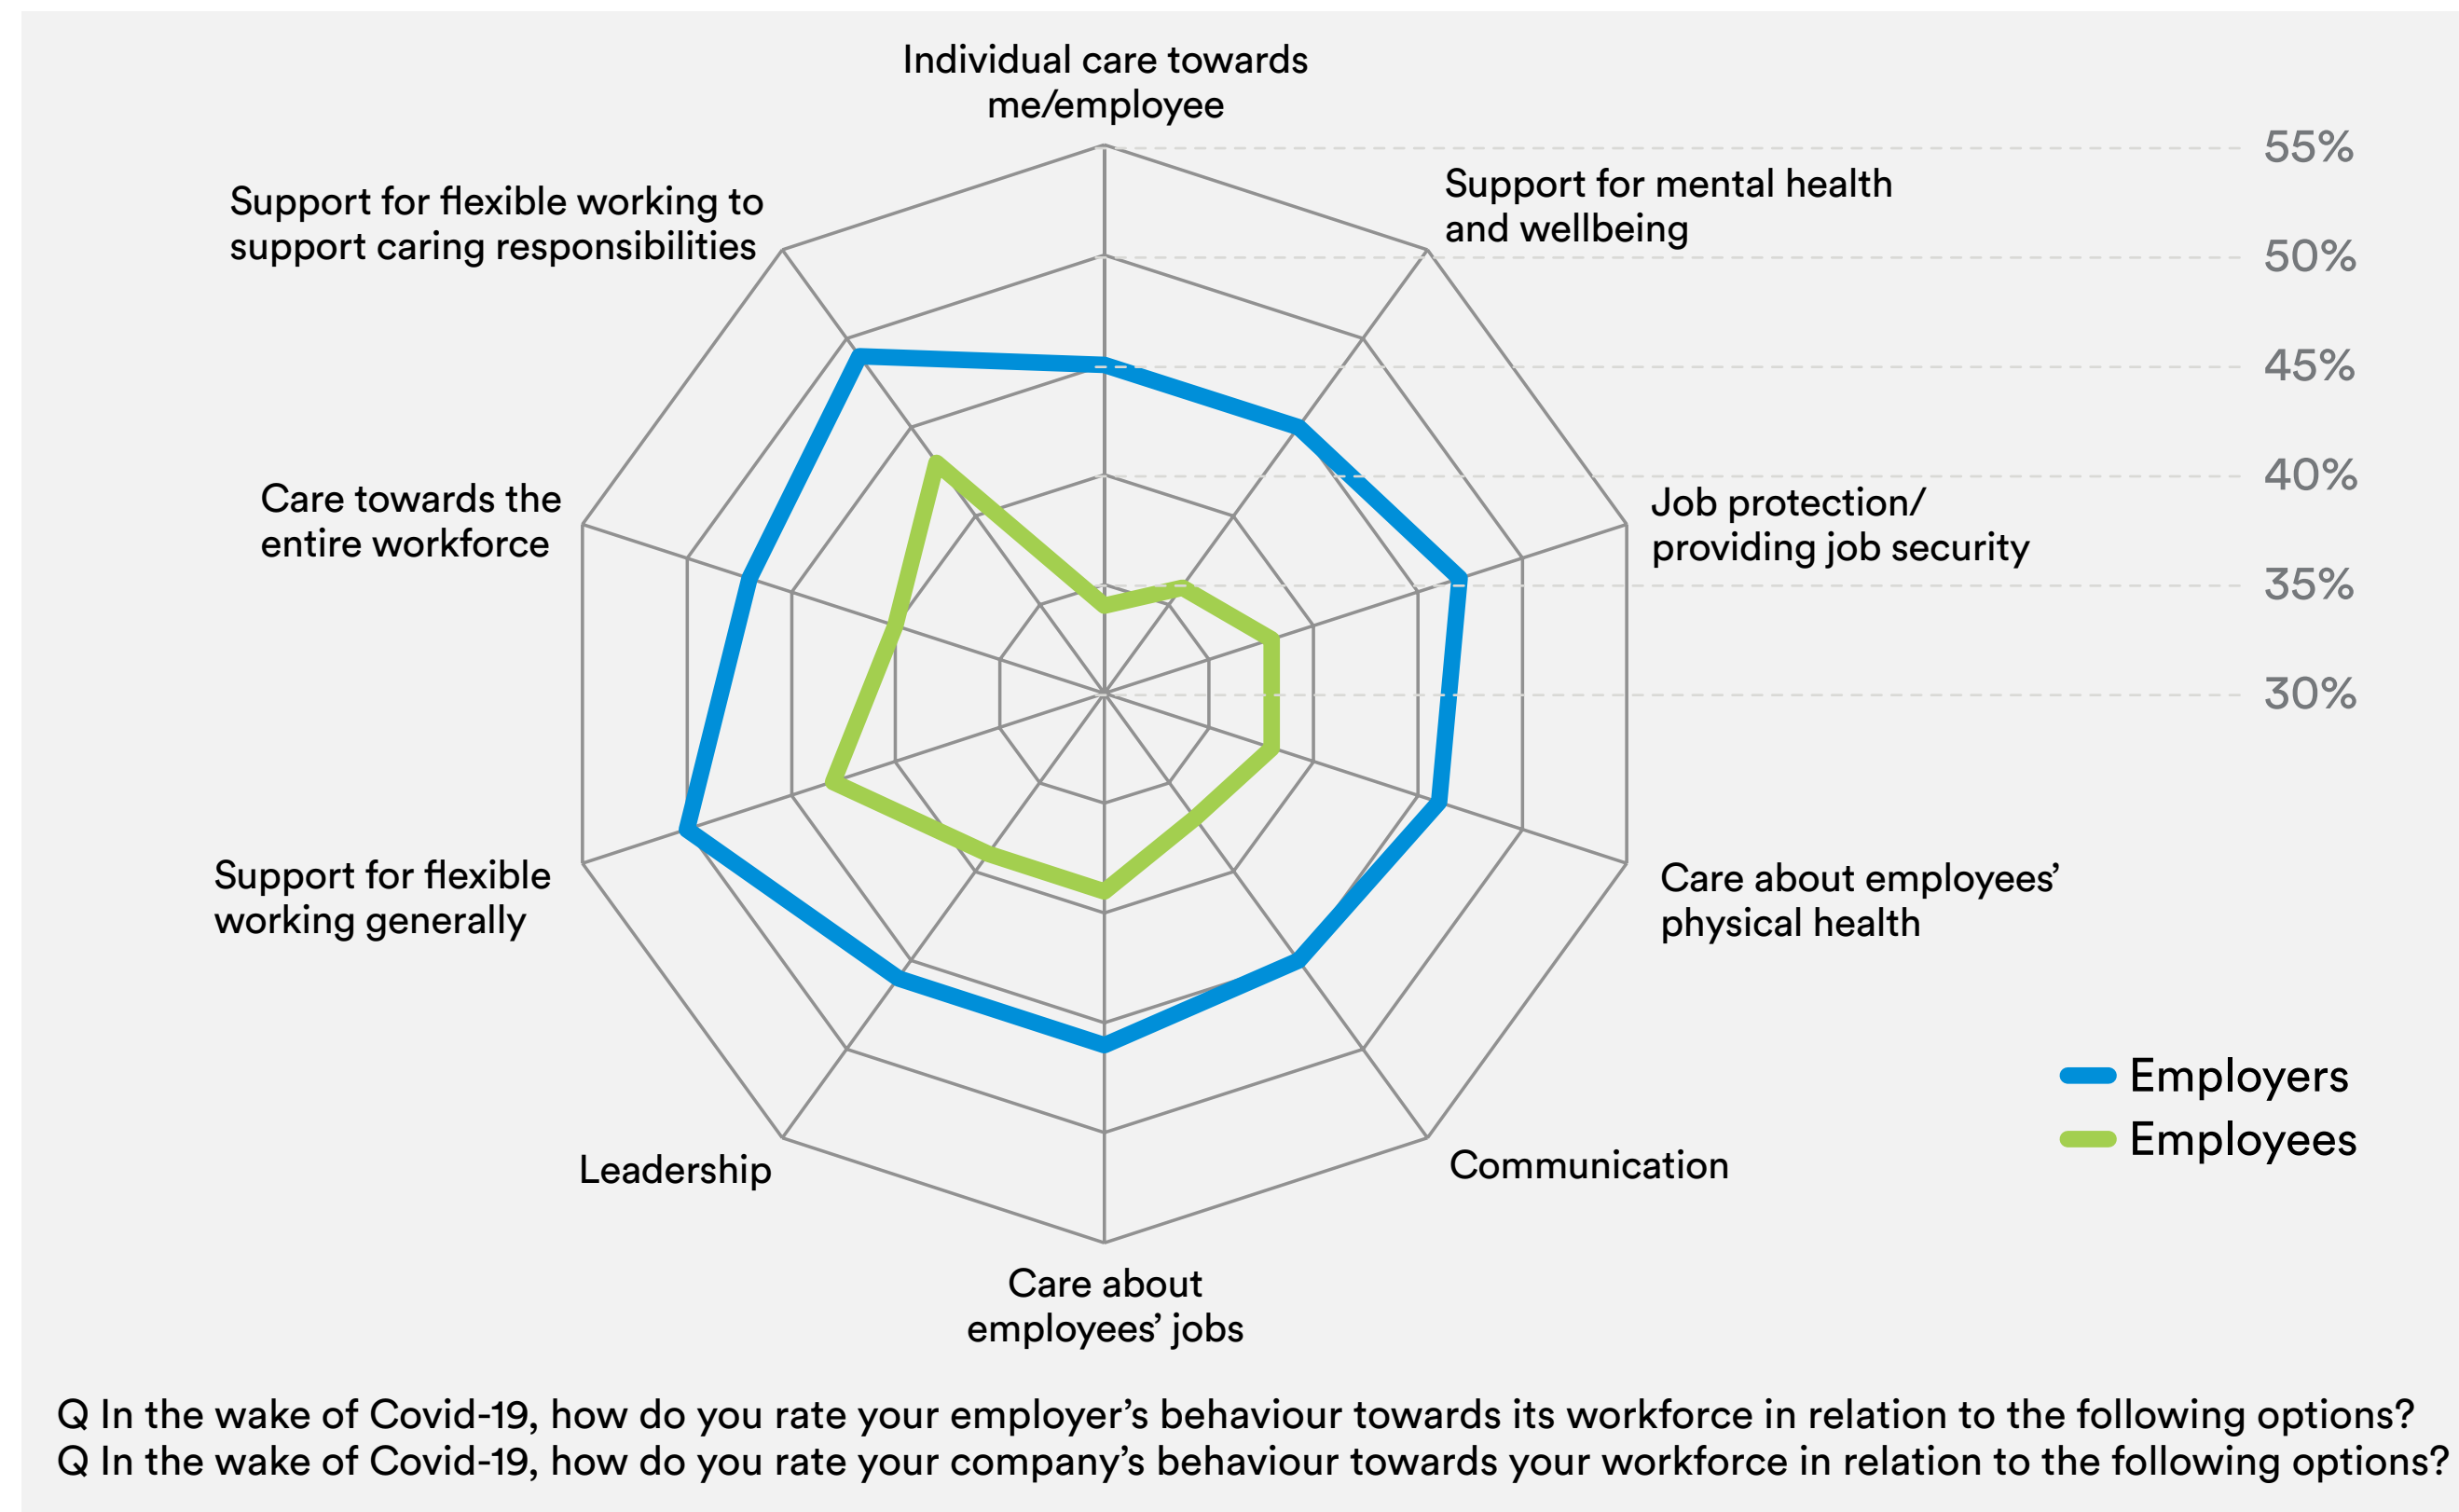 Individual care towards
me/employee
55%
Support for mental health
and wellbeing
Support for flexible working to
support caring responsibilities
50%
45%
40%
Care towards the
entire workforce
Job protection/
providing job security
35%
30%
Support for flexible
working generally
Care about employees’
physical health
Employers
Employees
Leadership
Communication
Care about
employees’ jobs
Q In the wake of Covid-19, how do you rate your employer’s behaviour towards its workforce in relation to the following options?
Q In the wake of Covid-19, how do you rate your company’s behaviour towards your workforce in relation to the following options?